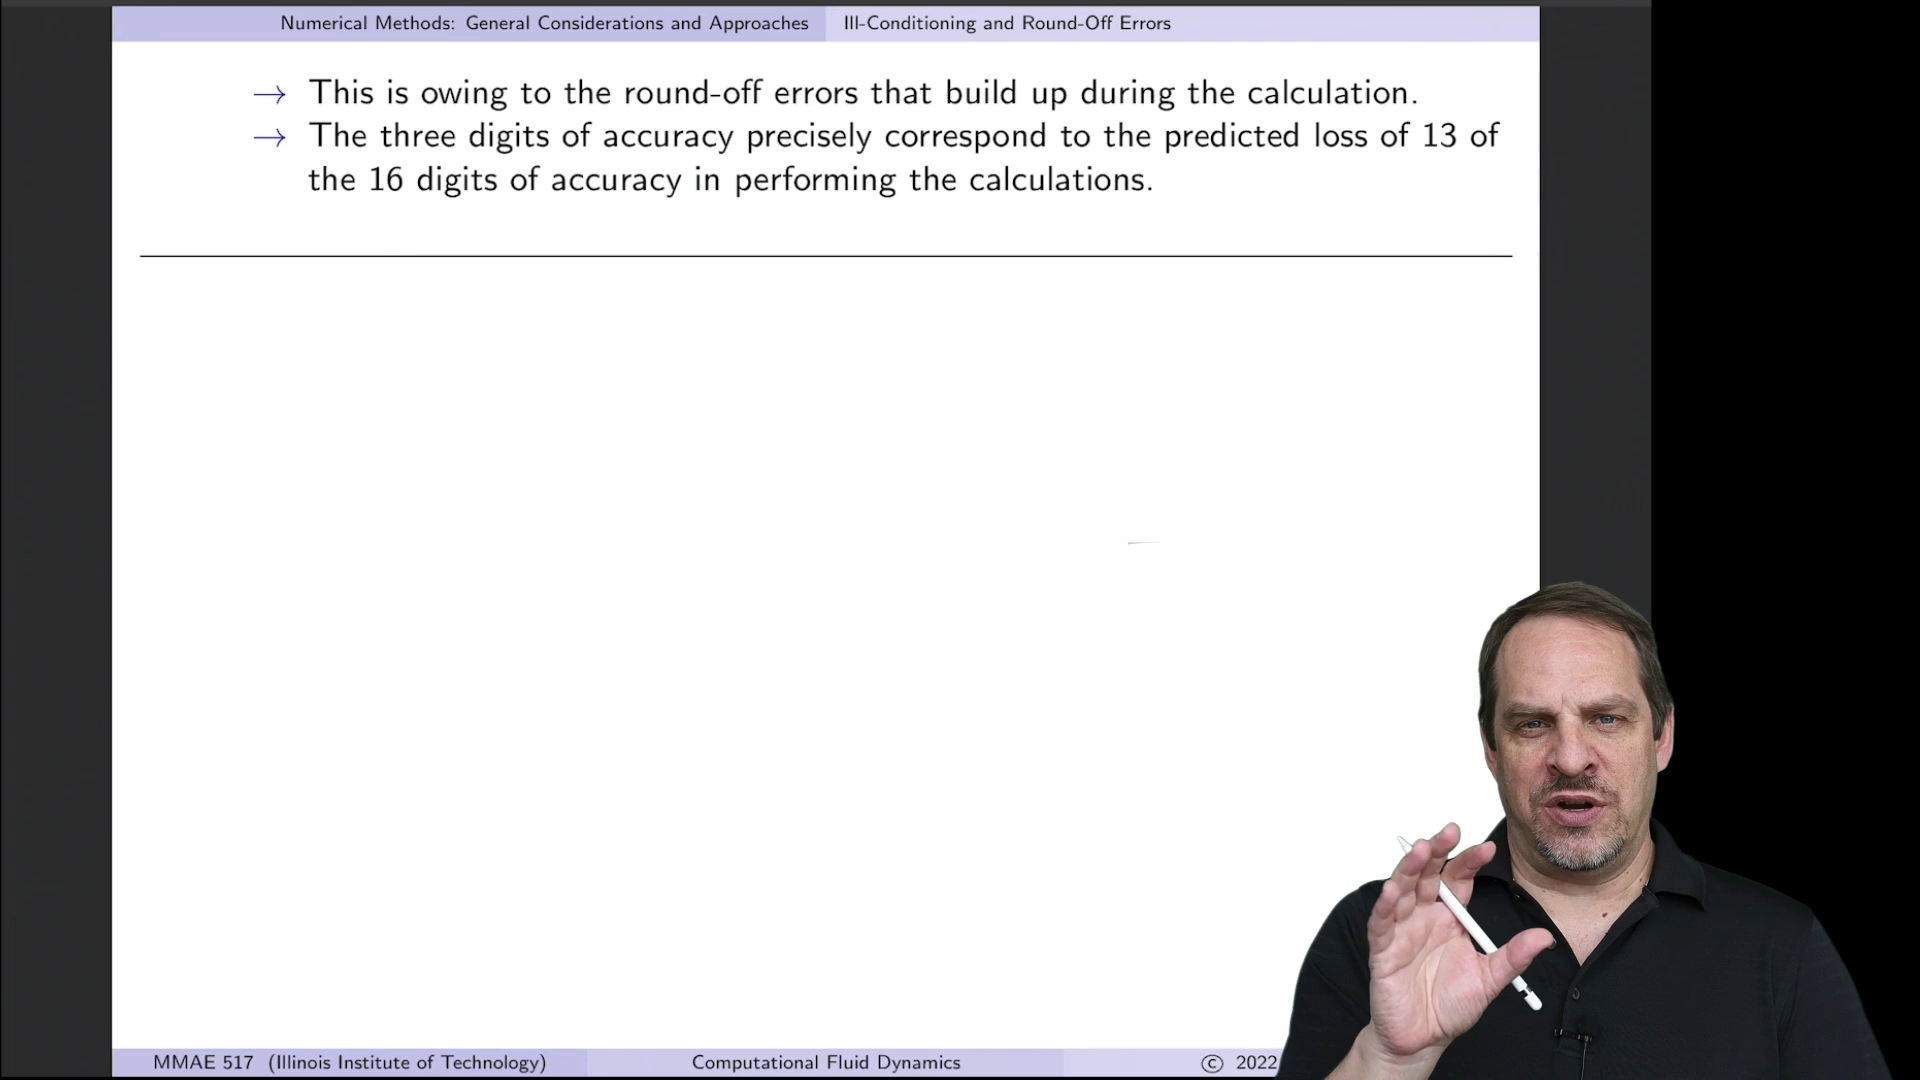 Numerical Methods: General Considerations and Approaches Ill-Conditioning and Round-Off Errors
→ This is owing to the round-off errors that build up during the calculation.
→ The three digits of accuracy precisely correspond to the predicted loss of 13 of
the 16 digits of accuracy in performing the calculations.
MMAE 517 (Illinois Institute of Technology) Computational Fluid Dynamics © 2022